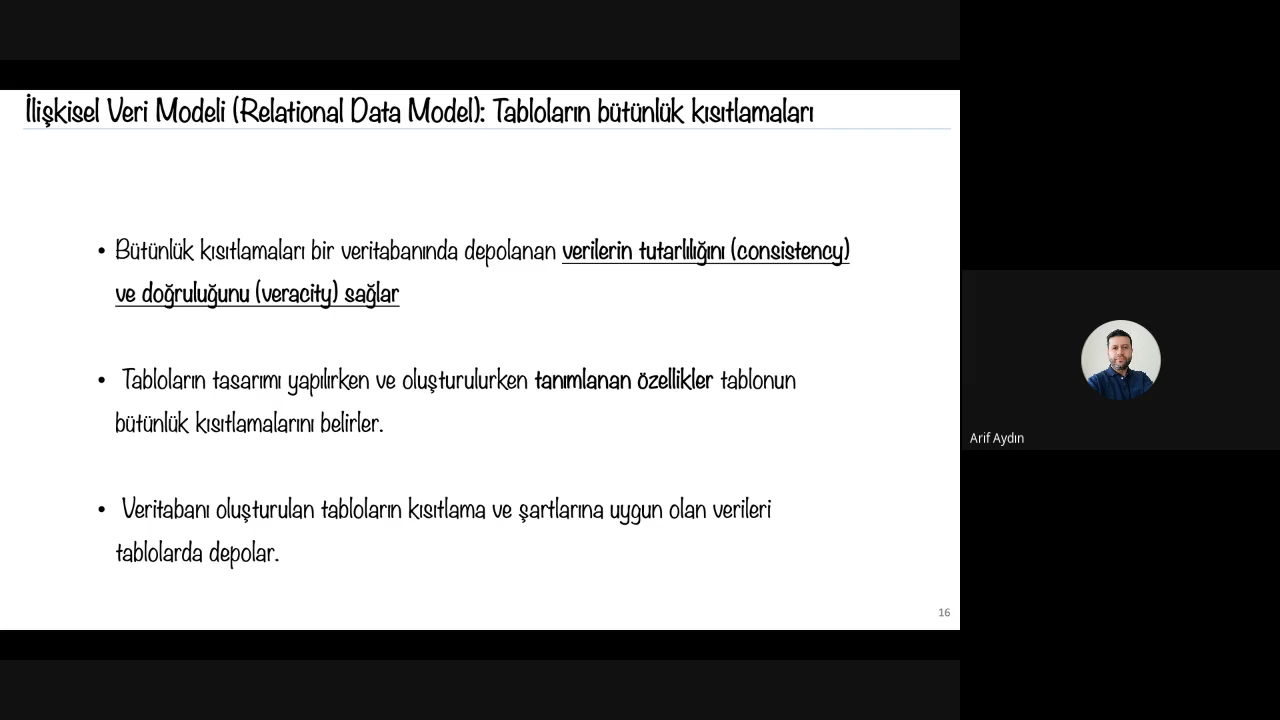 İlişkisel Veri Modeli (Relational Data Model): Tabloların bütünlük kısıtlamaları
• Bütünlük kısıtlamaları bir veritabanında depolanan verilerin tutarlılığını (consistency)
ve doğruluğunu (veracity) sağlar
• Tabloların tasarımı yapılırken ve oluşturulurken tanımlanan özellikler tablonun
bütünlük kısıtlamalarını belirler.
• Veritabanı oluşturulan tabloların kısıtlama ve şartlarına uygun olan verileri
tablolarda depolar.
16
Arif Aydın